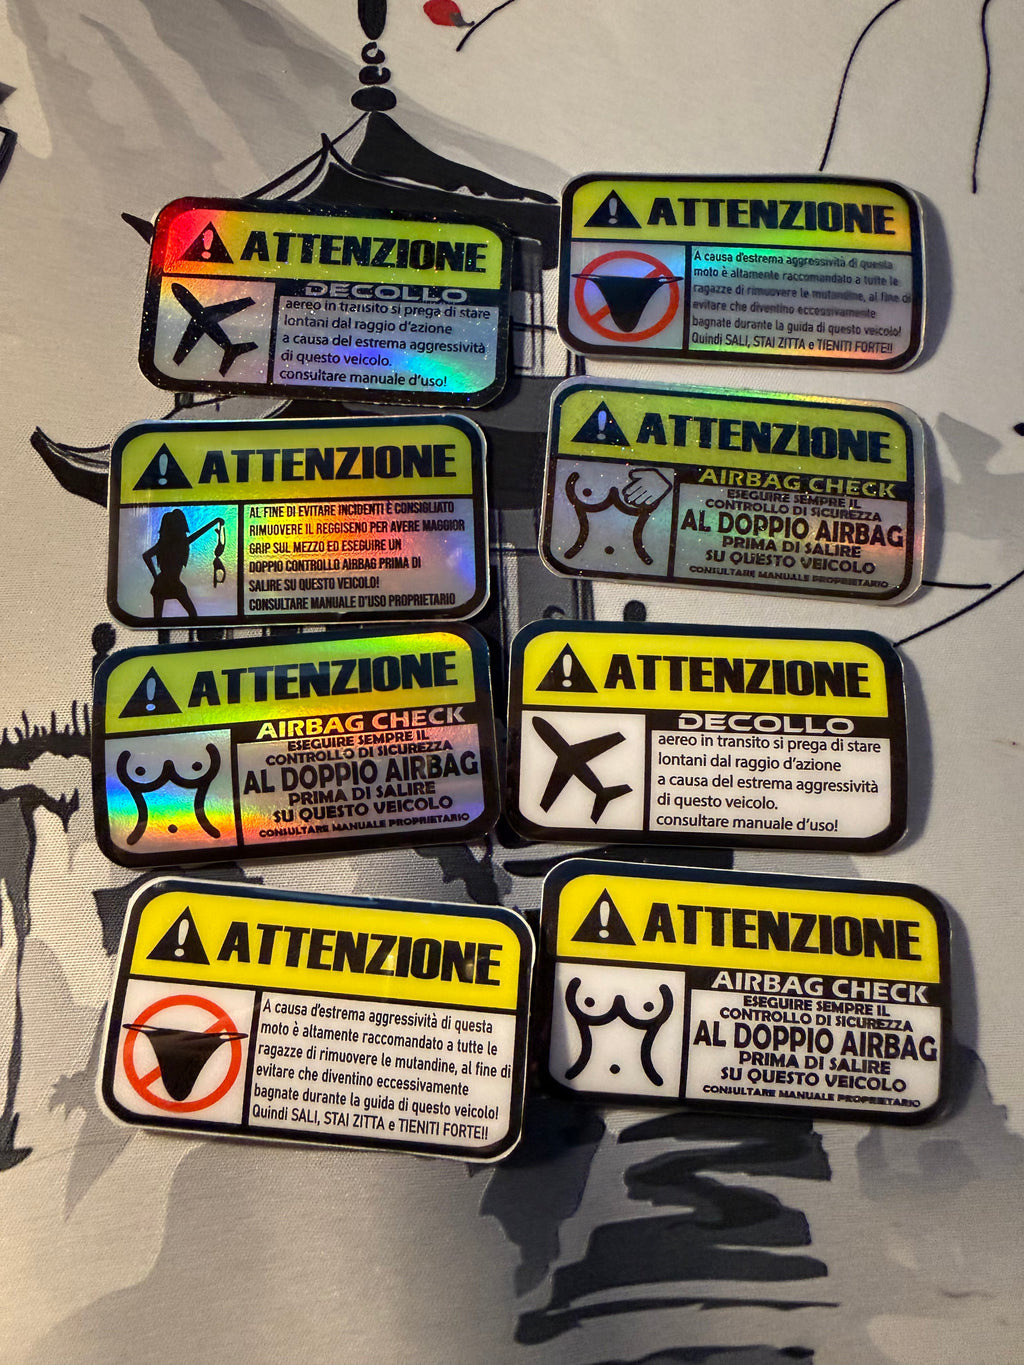 ATTENZIONE
DECOLLO
aereo in transito si prega di stare
lontani dal raggio d'azione
a causa del estrema aggressività
di questo veicolo.
consultare manuale d'uso!
ATTENZIONE
A causa d'estrema aggressività di questa
moto è altamente raccomandato a tutte le
ragazze di rimuovere le mutandine, al fine di
evitare che diventino eccessivamente
bagnate durante la guida di questo veicolo!
Quindi SALI, STAI ZITTA e TIENITI FORTE!!
ATTENZIONE
AL FINE DI EVITARE INCIDENTI È CONSIGLIATO
RIMUOVERE IL REGGISENO PER AVERE MAGGIOR
GRIP SUL MEZZO ED ESEGUIRE UN
DOPPIO CONTROLLO AIRBAG PRIMA DI
SALIRE SU QUESTO VEICOLO!
CONSULTARE MANUALE D'USO PROPRIETARIO
ATTENZIONE
AIRBAG CHECK
ESEGUIRE SEMPRE IL
CONTROLLO DI SICUREZZA
AL DOPPIO AIRBAG
PRIMA DI SALIRE
SU QUESTO VEICOLO
CONSULTARE MANUALE PROPRIETARIO
ATTENZIONE
AIRBAG CHECK
ESEGUIRE SEMPRE IL
CONTROLLO DI SICUREZZA
AL DOPPIO AIRBAG
PRIMA DI SALIRE
SU QUESTO VEICOLO
CONSULTARE MANUALE PROPRIETARIO
ATTENZIONE
DECOLLO
aereo in transito si prega di stare
lontani dal raggio d'azione
a causa del estrema aggressività
di questo veicolo.
consultare manuale d'uso!
ATTENZIONE
A causa d'estrema aggressività di questa
moto è altamente raccomandato a tutte le
ragazze di rimuovere le mutandine, al fine di
evitare che diventino eccessivamente
bagnate durante la guida di questo veicolo!
Quindi SALI, STAI ZITTA e TIENITI FORTE!!
ATTENZIONE
AIRBAG CHECK
ESEGUIRE SEMPRE IL
CONTROLLO DI SICUREZZA
AL DOPPIO AIRBAG
PRIMA DI SALIRE
SU QUESTO VEICOLO
CONSULTARE MANUALE PROPRIETARIO